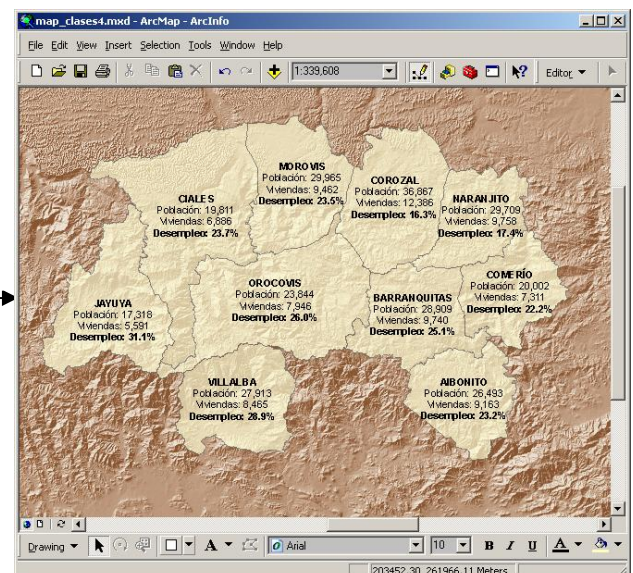 map_clases4.mxd - ArcMap - ArcInfo
File Edit View Insert Selection Tools Window Help
1:339,608
Editor
MOROVIS
Población: 29,965
Viviendas: 9,462
Desempleo: 23.5%
COROZAL
Población: 36,867
Viviendas: 12,386
Desempleo: 16.3%
CIALES
Población: 19,811
Viviendas: 6,886
Desempleo: 23.7%
NARANJITO
Población: 29,709
Viviendas: 9,758
Desempleo: 17.4%
OROCOVIS
Población: 23,844
Viviendas: 7,946
Desempleo: 26.0%
COMERÍO
Población: 20,002
Viviendas: 7,311
Desempleo: 22.2%
JAYUYA
Población: 17,318
Viviendas: 5,591
Desempleo: 31.1%
BARRANQUITAS
Población: 28,909
Viviendas: 9,740
Desempleo: 25.1%
VILLALBA
Población: 27,913
Viviendas: 8,465
Desempleo: 28.9%
AIBONITO
Población: 26,493
Viviendas: 9,163
Desempleo: 23.2%
Drawing A Arial 10 B I U A
203452.30 261966.11 Meters